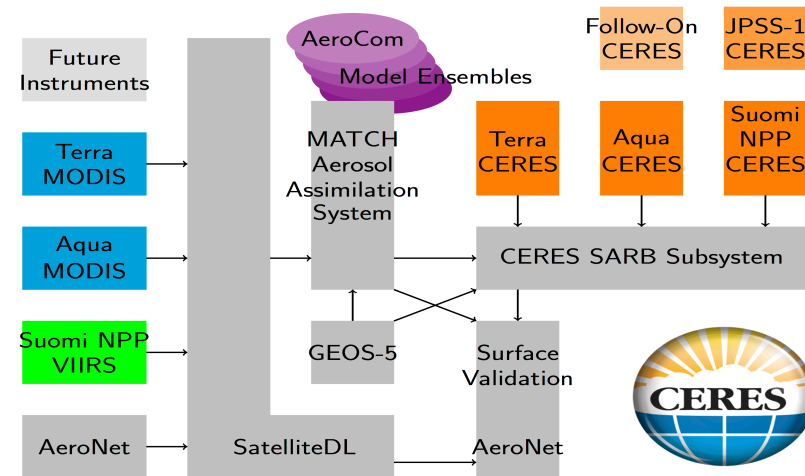 Future
Instruments
Terra
MODIS
Aqua
MODIS
Suomi NPP
VIIRS
AeroNet
SatelliteDL
AeroCom
Model Ensembles
MATCH
Aerosol
Assimilation
System
GEOS-5
Terra
CERES
Follow-On
CERES
Aqua
CERES
JPSS-1
CERES
Suomi
NPP
CERES
CERES SARB Subsystem
Surface
Validation
AeroNet
CERES